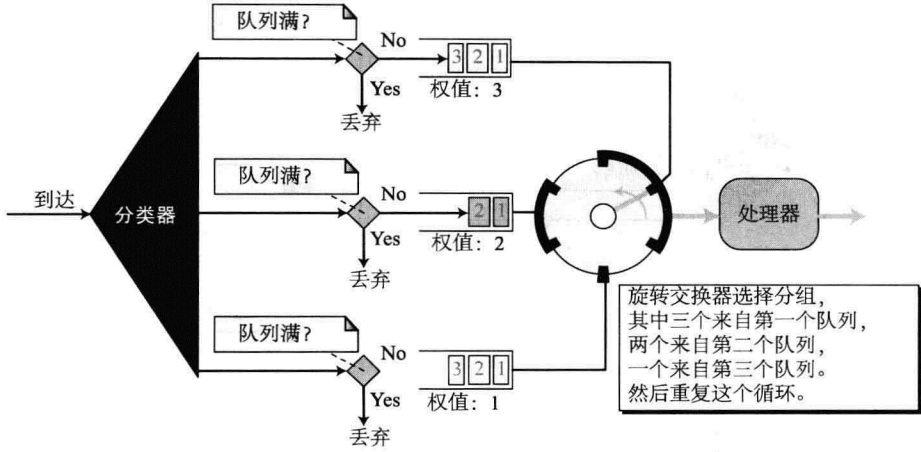 队列满?
No
3 2 1
Yes
权值: 3
丢弃
到达
分类器
队列满?
No
2 1
Yes
权值: 2
丢弃
处理器
旋转交换器选择分组,
其中三个来自第一个队列,
两个来自第二个队列,
一个来自第三个队列。
然后重复这个循环。
队列满?
No
3 2 1
Yes
权值: 1
丢弃